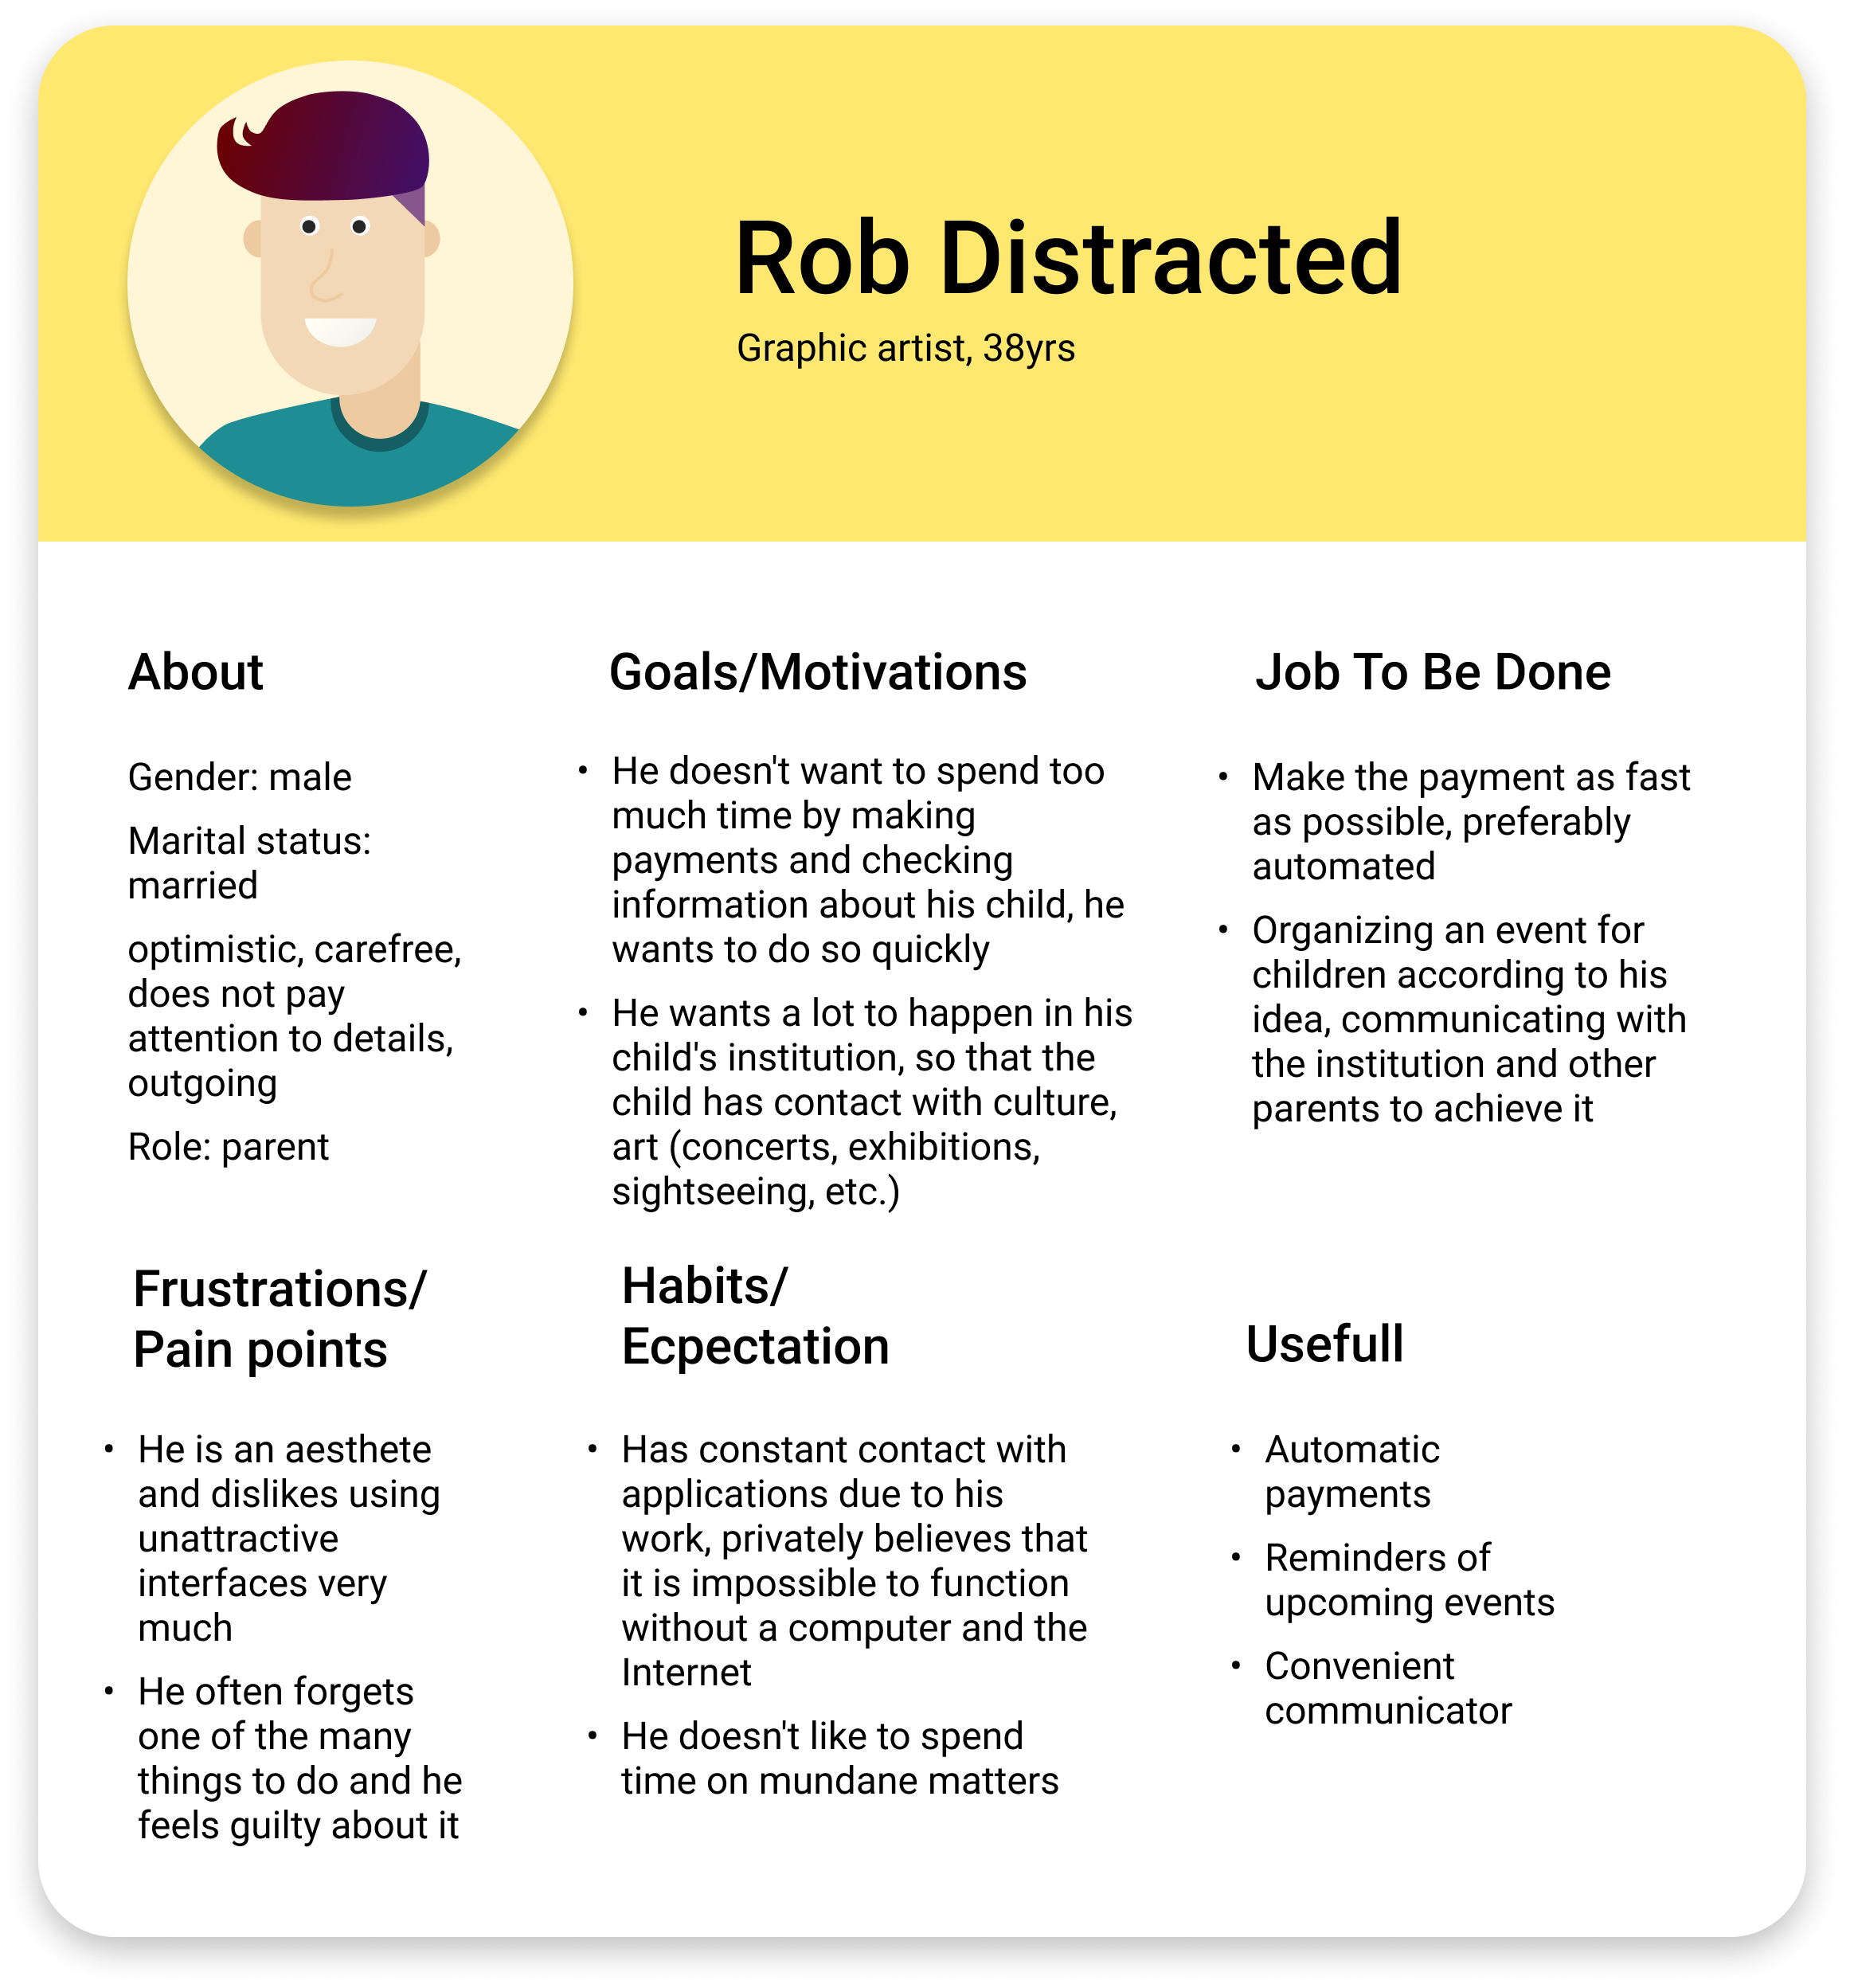 Rob Distracted
Graphic artist, 38yrs
About
Gender: male
Marital status:
married
optimistic, carefree,
does not pay
attention to details,
outgoing
Role: parent
Goals/Motivations
• He doesn't want to spend too
much time by making
payments and checking
information about his child, he
wants to do so quickly
• He wants a lot to happen in his
child's institution, so that the
child has contact with culture,
art (concerts, exhibitions,
sightseeing, etc.)
Job To Be Done
• Make the payment as fast
as possible, preferably
automated
• Organizing an event for
children according to his
idea, communicating with
the institution and other
parents to achieve it
Frustrations/
Pain points
• He is an aesthete
and dislikes using
unattractive
interfaces very
much
• He often forgets
one of the many
things to do and he
feels guilty about it
Habits/
Ecpectation
• Has constant contact with
applications due to his
work, privately believes that
it is impossible to function
without a computer and the
Internet
• He doesn't like to spend
time on mundane matters
Usefull
• Automatic
payments
• Reminders of
upcoming events
• Convenient
communicator